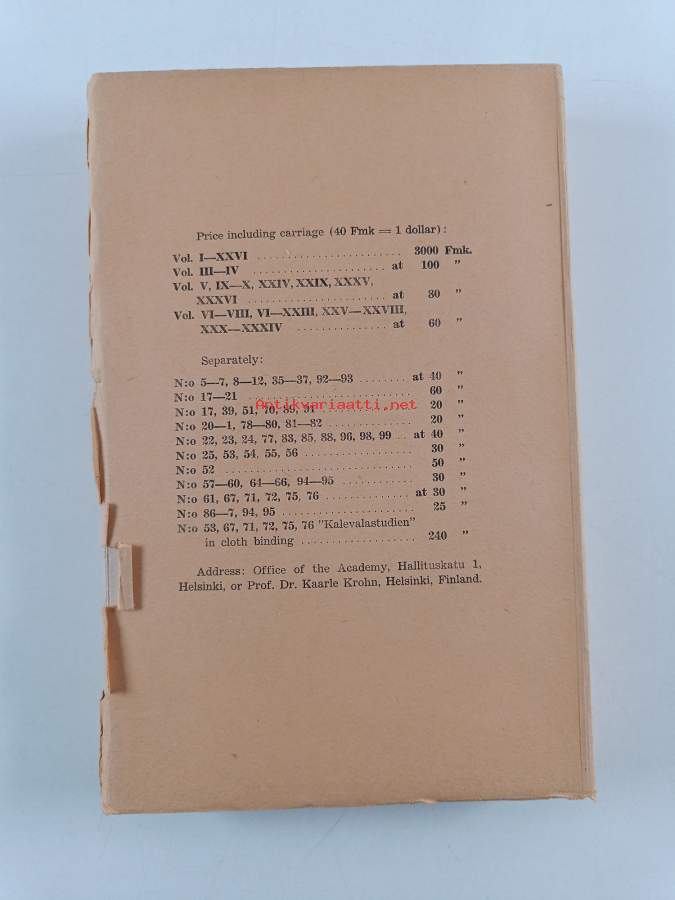 Price including carriage (40 Fmk = 1 dollar):
Vol. I—XXVI ........................ 3000 Fmk.
Vol. III—IV ...................... at 100 „
Vol. V, IX—X, XXIV, XXIX, XXXV,
XXXVI ....................... at 80 „
Vol. VI—VIII, VI—XXIII, XXV—XXVIII,
XXX—XXXIV ............... at 60 „
Separately:
N:o 5—7, 8—12, 35—37, 92—93 ........ at 40 „
N:o 17—21 ........................... 60 „
N:o 17, 39, 51, 70, 89, 91 ................ 20 „
Antikvariaatti.net
N:o 20—1, 78—80, 81—82 ............... 20 „
N:o 22, 23, 24, 77, 83, 85, 88, 96, 98, 99 .. at 40 „
N:o 25, 53, 54, 55, 56 .................. 30 „
N:o 52 ............................... 50 „
N:o 57—60, 64—66, 94—95 ............ 30 „
N:o 61, 67, 71, 72, 75, 76 .............. at 30 „
N:o 86—7, 94, 95 ...................... 25 „
N:o 53, 67, 71, 72, 75, 76 "Kalevalastudien"
in cloth binding ................... 240 „
Address: Office of the Academy, Hallituskatu 1,
Helsinki, or Prof. Dr. Kaarle Krohn, Helsinki, Finland.